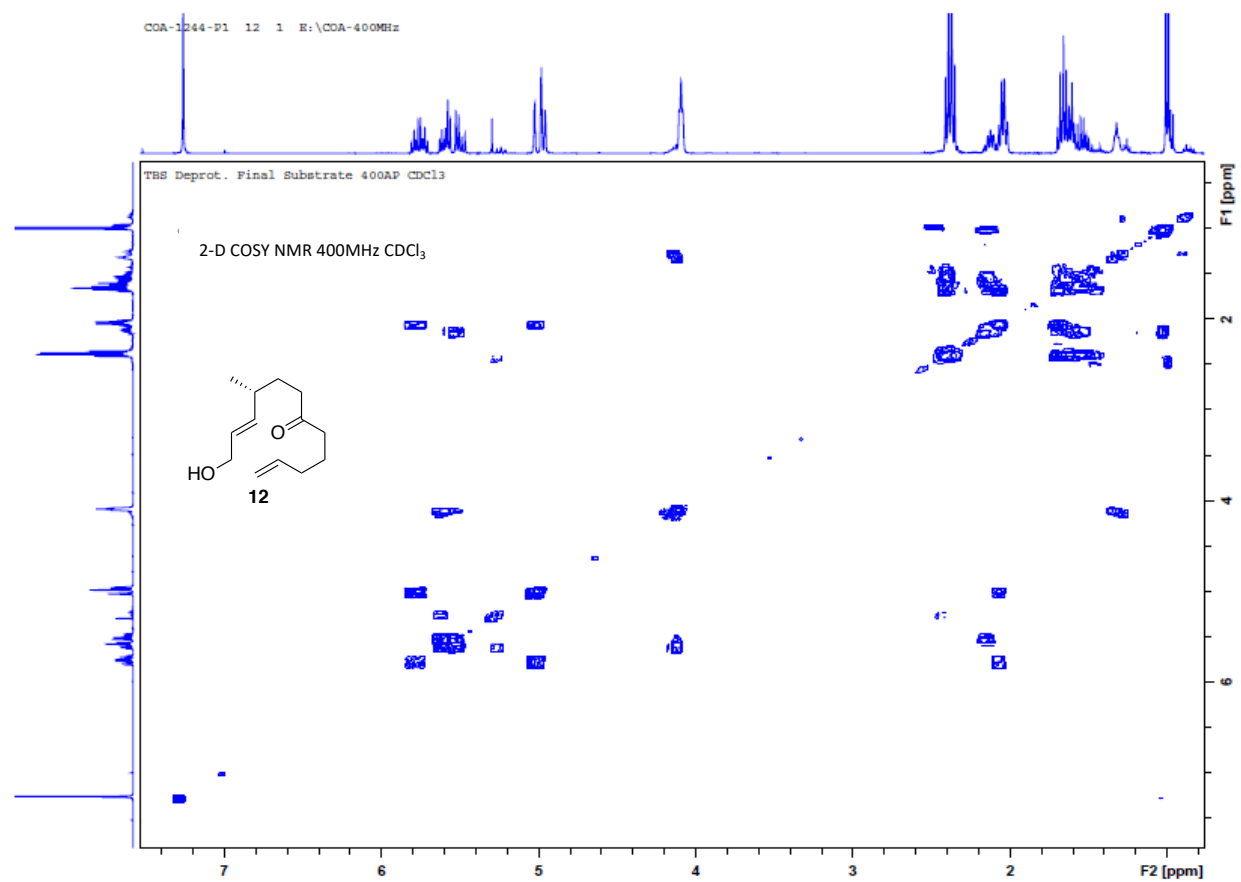 COA-1244-P1 12 1 E:\COA-400MHz
TBS Deprot. Final Substrate 400AP CDCl3
2-D COSY NMR 400MHz CDCl₃
O
HO
12
F1 [ppm]
2
4
6
7
6
5
4
3
2
F2 [ppm]